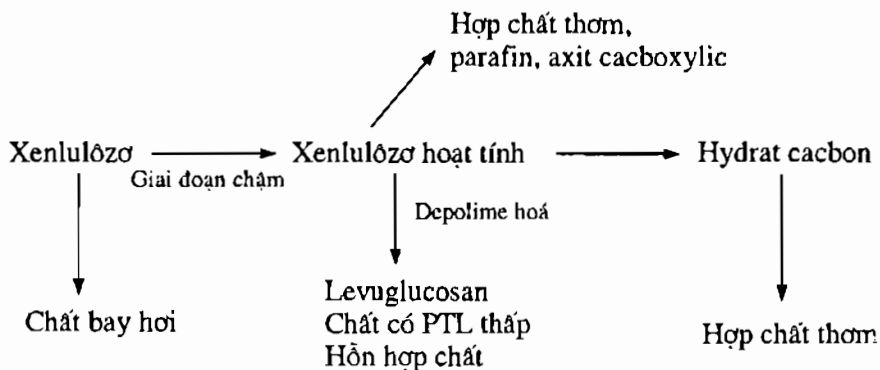 Hợp chất thơm,
parafin, axit cacboxylic
Xenlulôzơ
Giai đoạn chậm
Xenlulôzơ hoạt tính
Hydrat cacbon
Depolime hoá
Chất bay hơi
Levuglucosan
Chất có PTL thấp
Hỗn hợp chất
Hợp chất thơm